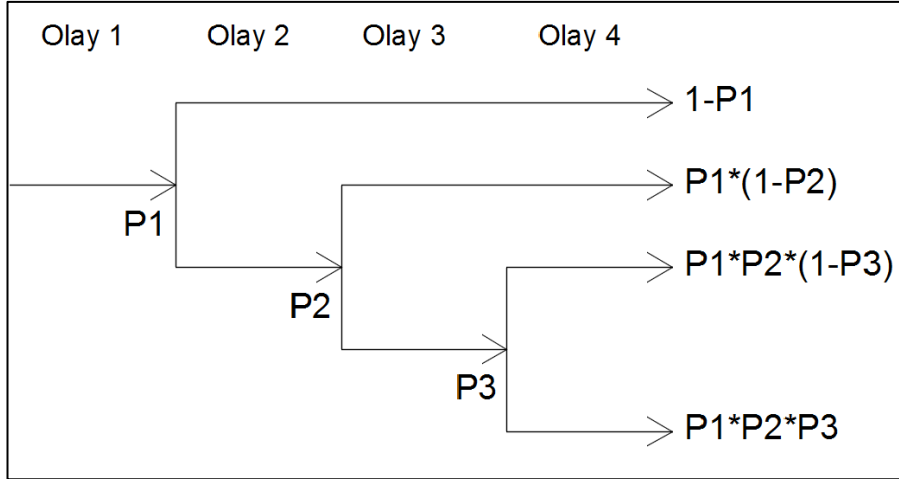 Olay 1 Olay 2 Olay 3 Olay 4
1-P1
P1*(1-P2)
P1
P1*P2*(1-P3)
P2
P3
P1*P2*P3